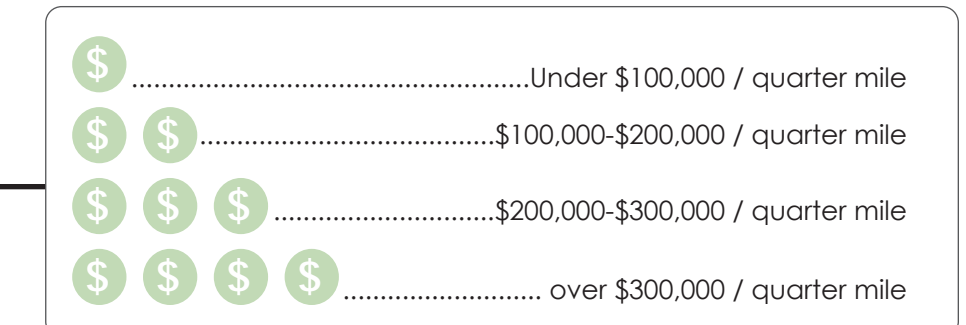 $ ......................................................Under $100,000 / quarter mile
$ $ ........................................$100,000-$200,000 / quarter mile
$ $ $ ..............................$200,000-$300,000 / quarter mile
$ $ $ $ ........................... over $300,000 / quarter mile